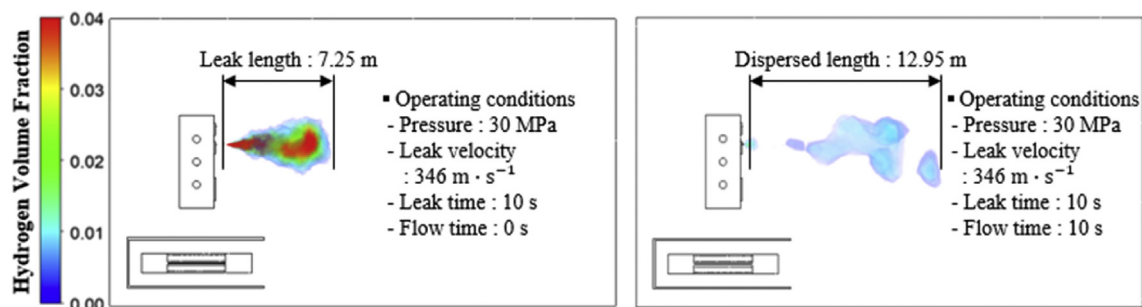 Hydrogen Volume Fraction
0.04
0.03
0.02
0.01
0.00
Leak length : 7.25 m
▪ Operating conditions
- Pressure : 30 MPa
- Leak velocity
: 346 m · s⁻¹
- Leak time : 10 s
- Flow time : 0 s
Dispersed length : 12.95 m
▪ Operating conditions
- Pressure : 30 MPa
- Leak velocity
: 346 m · s⁻¹
- Leak time : 10 s
- Flow time : 10 s